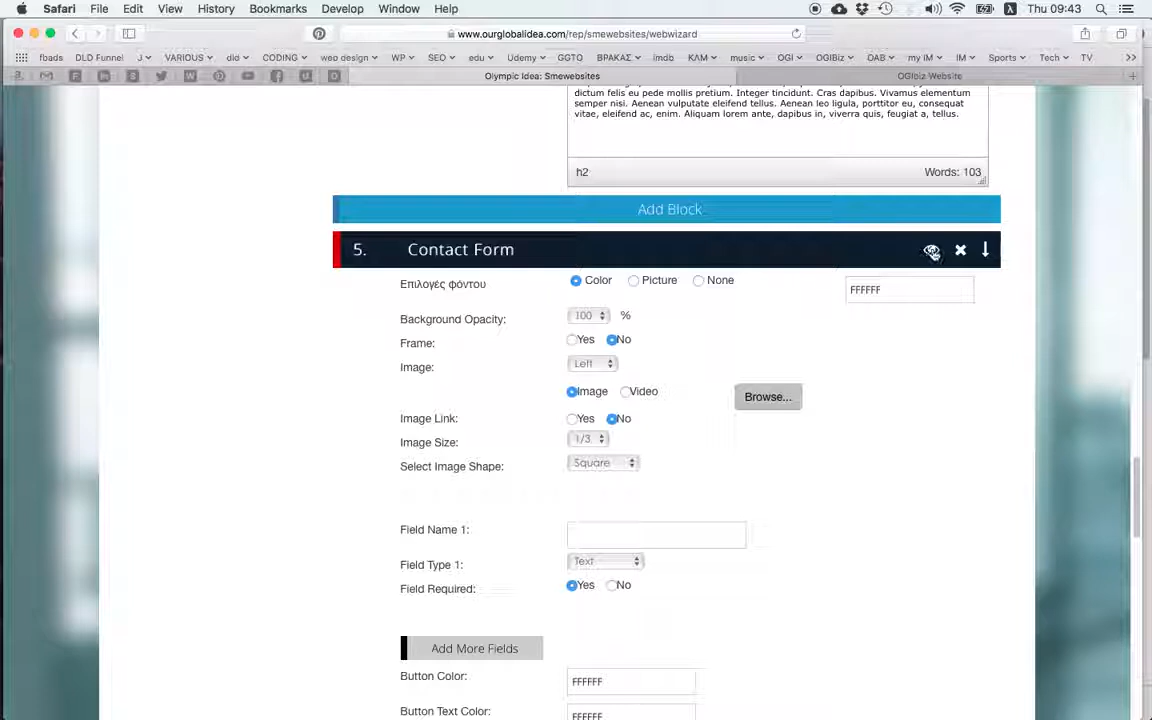 Safari File Edit View History Bookmarks Develop Window Help Thu 09:43
www.ourglobalidea.com/rep/smewebsites/webwizard
fbads DLD Funnel J VARIOUS dld CODING web design WP SEO edu Udemy GGTO ΒΡΑΚΑΣ imdb KAM music OGI OGIBiz DAB my IM IM Sports Tech TV
Olympic Idea: Smewebsites OGIbiz Website
dictum felis eu pede mollis pretium. Integer tincidunt. Cras dapibus. Vivamus elementum
semper nisi. Aenean vulputate eleifend tellus. Aenean leo ligula, porttitor eu, consequat
vitae, eleifend ac, enim. Aliquam lorem ante, dapibus in, viverra quis, feugiat a, tellus.
h2 Words: 103
Add Block
5. Contact Form
Επιλογές φόντου Color Picture None FFFFFF
Background Opacity: 100 %
Frame: Yes No
Image: Left
Image Video Browse...
Image Link: Yes No
Image Size: 1/3
Select Image Shape: Square
Field Name 1:
Field Type 1: Text
Field Required: Yes No
Add More Fields
Button Color: FFFFFF
Button Text Color: FFFFFF